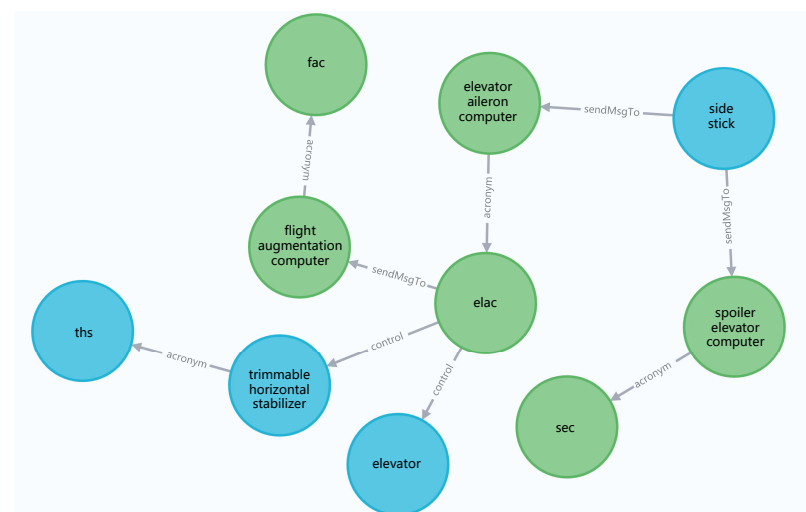 fac
elevator
aileron
computer
side
stick
sendMsgTo
acronym
acronym
sendMsgTo
flight
augmentation
computer
sendMsgTo
elac
spoiler
elevator
computer
ths
acronym
control
trimmable
horizontal
stabilizer
control
acronym
sec
elevator